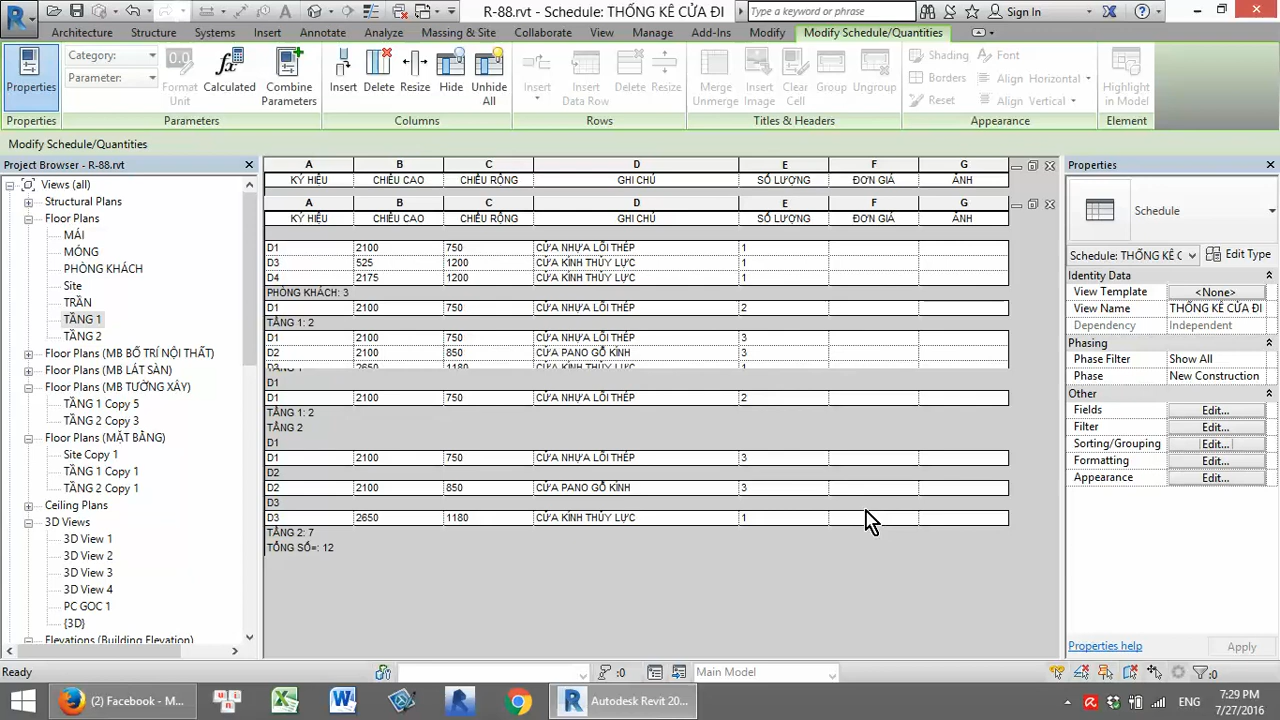 R-88.rvt - Schedule: THỐNG KÊ CỬA ĐI
Type a keyword or phrase
Sign In
Architecture Structure Systems Insert Annotate Analyze Massing & Site Collaborate View Manage Add-Ins Modify Modify Schedule/Quantities
Properties
Category:
Parameter:
Format Unit
Calculated
Combine Parameters
Insert
Delete
Resize
Hide
Unhide All
Insert
Insert Data Row
Delete
Resize
Merge Unmerge
Insert Image
Clear Cell
Group
Ungroup
Shading
Borders
Reset
Font
Align Horizontal
Align Vertical
Highlight in Model
Properties Parameters Columns Rows Titles & Headers Appearance Element
Modify Schedule/Quantities
Project Browser - R-88.rvt
Views (all)
Structural Plans
Floor Plans
MÁI
MÓNG
PHÒNG KHÁCH
Site
TRẦN
TẦNG 1
TẦNG 2
Floor Plans (MB BỐ TRÍ NỘI THẤT)
Floor Plans (MB LÁT SÀN)
Floor Plans (MB TƯỜNG XÂY)
TẦNG 1 Copy 5
TẦNG 2 Copy 3
Floor Plans (MẶT BẰNG)
Site Copy 1
TẦNG 1 Copy 1
TẦNG 2 Copy 1
Ceiling Plans
3D Views
3D View 1
3D View 2
3D View 3
3D View 4
PC GOC 1
{3D}
Elevations (Building Elevation)
A B C D E F G
KÝ HIỆU CHIỀU CAO CHIỀU RỘNG GHI CHÚ SỐ LƯỢNG ĐƠN GIÁ ẢNH
A B C D E F G
KÝ HIỆU CHIỀU CAO CHIỀU RỘNG GHI CHÚ SỐ LƯỢNG ĐƠN GIÁ ẢNH
D1 2100 750 CỬA NHỰA LÕI THÉP 1
D3 525 1200 CỬA KÍNH THỦY LỰC 1
D4 2175 1200 CỬA KÍNH THỦY LỰC 1
PHÒNG KHÁCH: 3
D1 2100 750 CỬA NHỰA LÕI THÉP 2
TẦNG 1: 2
D1 2100 750 CỬA NHỰA LÕI THÉP 3
D2 2100 850 CỬA PANO GỖ KÍNH 3
D3 2650 1180 CỬA KÍNH THỦY LỰC 1
TẦNG 1
D1
D1 2100 750 CỬA NHỰA LÕI THÉP 2
TẦNG 1: 2
TẦNG 2
D1
D1 2100 750 CỬA NHỰA LÕI THÉP 3
D2
D2 2100 850 CỬA PANO GỖ KÍNH 3
D3
D3 2650 1180 CỬA KÍNH THỦY LỰC 1
TẦNG 2: 7
TỔNG SỐ=: 12
Properties
Schedule
Schedule: THỐNG KÊ C
Edit Type
Identity Data
View Template <None>
View Name THỐNG KÊ CỬA ĐI
Dependency Independent
Phasing
Phase Filter Show All
Phase New Construction
Other
Fields Edit...
Filter Edit...
Sorting/Grouping Edit...
Formatting Edit...
Appearance Edit...
Properties help
Apply
Ready
:0
Main Model
:0
(2) Facebook - M...
Autodesk Revit 20...
ENG
7:29 PM
7/27/2016